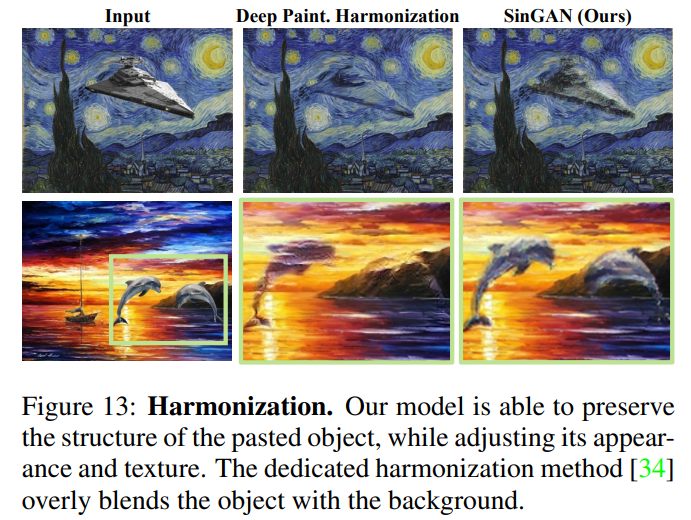 Input Deep Paint. Harmonization SinGAN (Ours)
Figure 13: Harmonization. Our model is able to preserve
the structure of the pasted object, while adjusting its appear-
ance and texture. The dedicated harmonization method [34]
overly blends the object with the background.